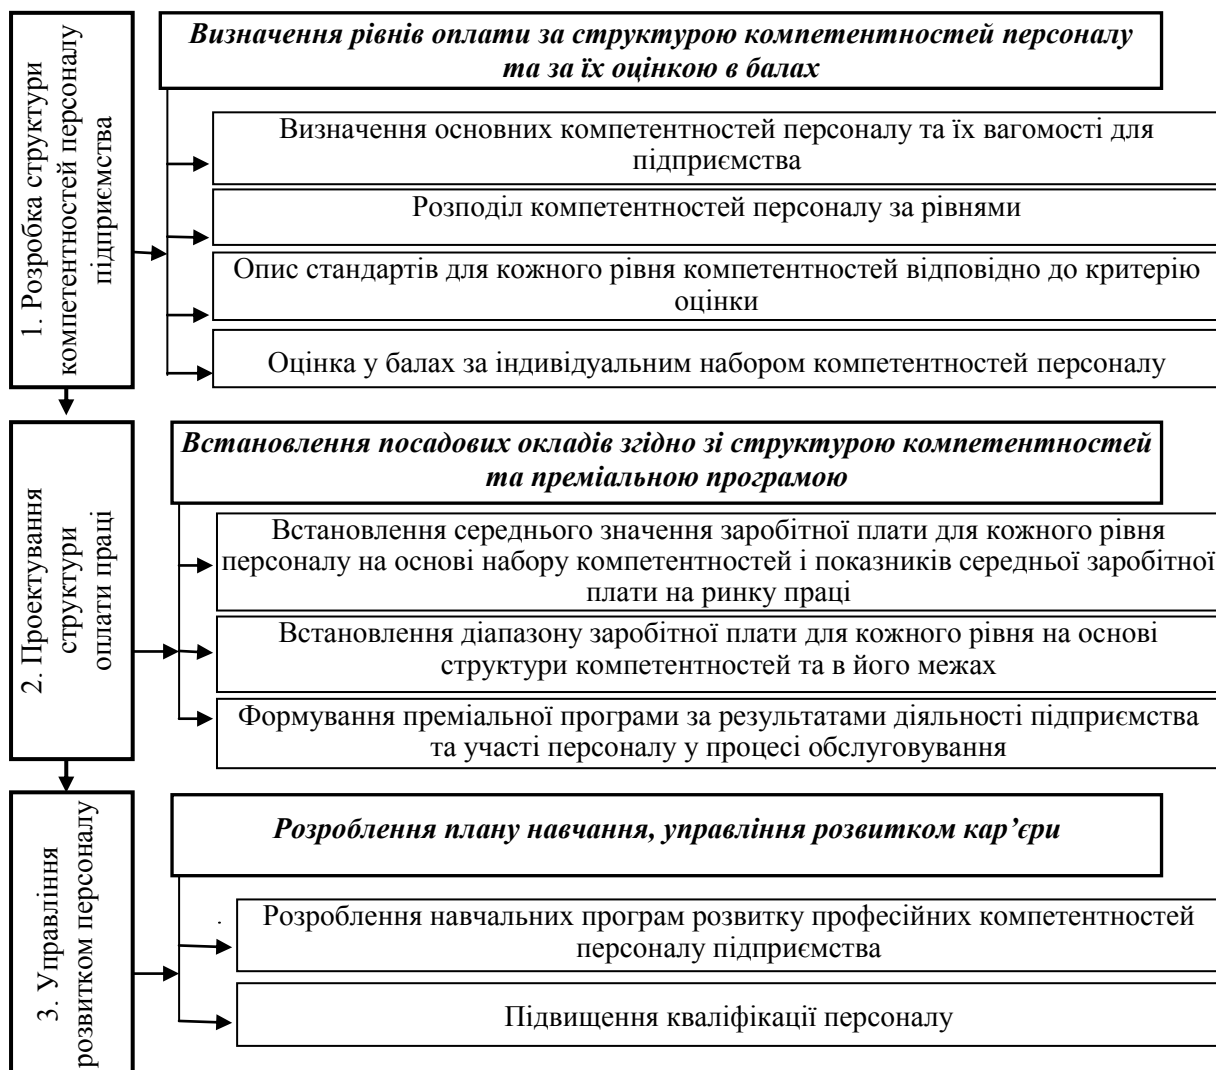 1. Розробка структури
компетентностей персоналу
підприємства
Визначення рівнів оплати за структурою компетентностей персоналу
та за їх оцінкою в балах
Визначення основних компетентностей персоналу та їх вагомості для
підприємства
Розподіл компетентностей персоналу за рівнями
Опис стандартів для кожного рівня компетентностей відповідно до критерію
оцінки
Оцінка у балах за індивідуальним набором компетентностей персоналу
2. Проектування
структури
оплати праці
Встановлення посадових окладів згідно зі структурою компетентностей
та преміальною програмою
Встановлення середнього значення заробітної плати для кожного рівня
персоналу на основі набору компетентностей і показників середньої заробітної
плати на ринку праці
Встановлення діапазону заробітної плати для кожного рівня на основі
структури компетентностей та в його межах
Формування преміальної програми за результатами діяльності підприємства
та участі персоналу у процесі обслуговування
3. Управління
розвитком персоналу
Розроблення плану навчання, управління розвитком кар’єри
Розроблення навчальних програм розвитку професійних компетентностей
персоналу підприємства
Підвищення кваліфікації персоналу